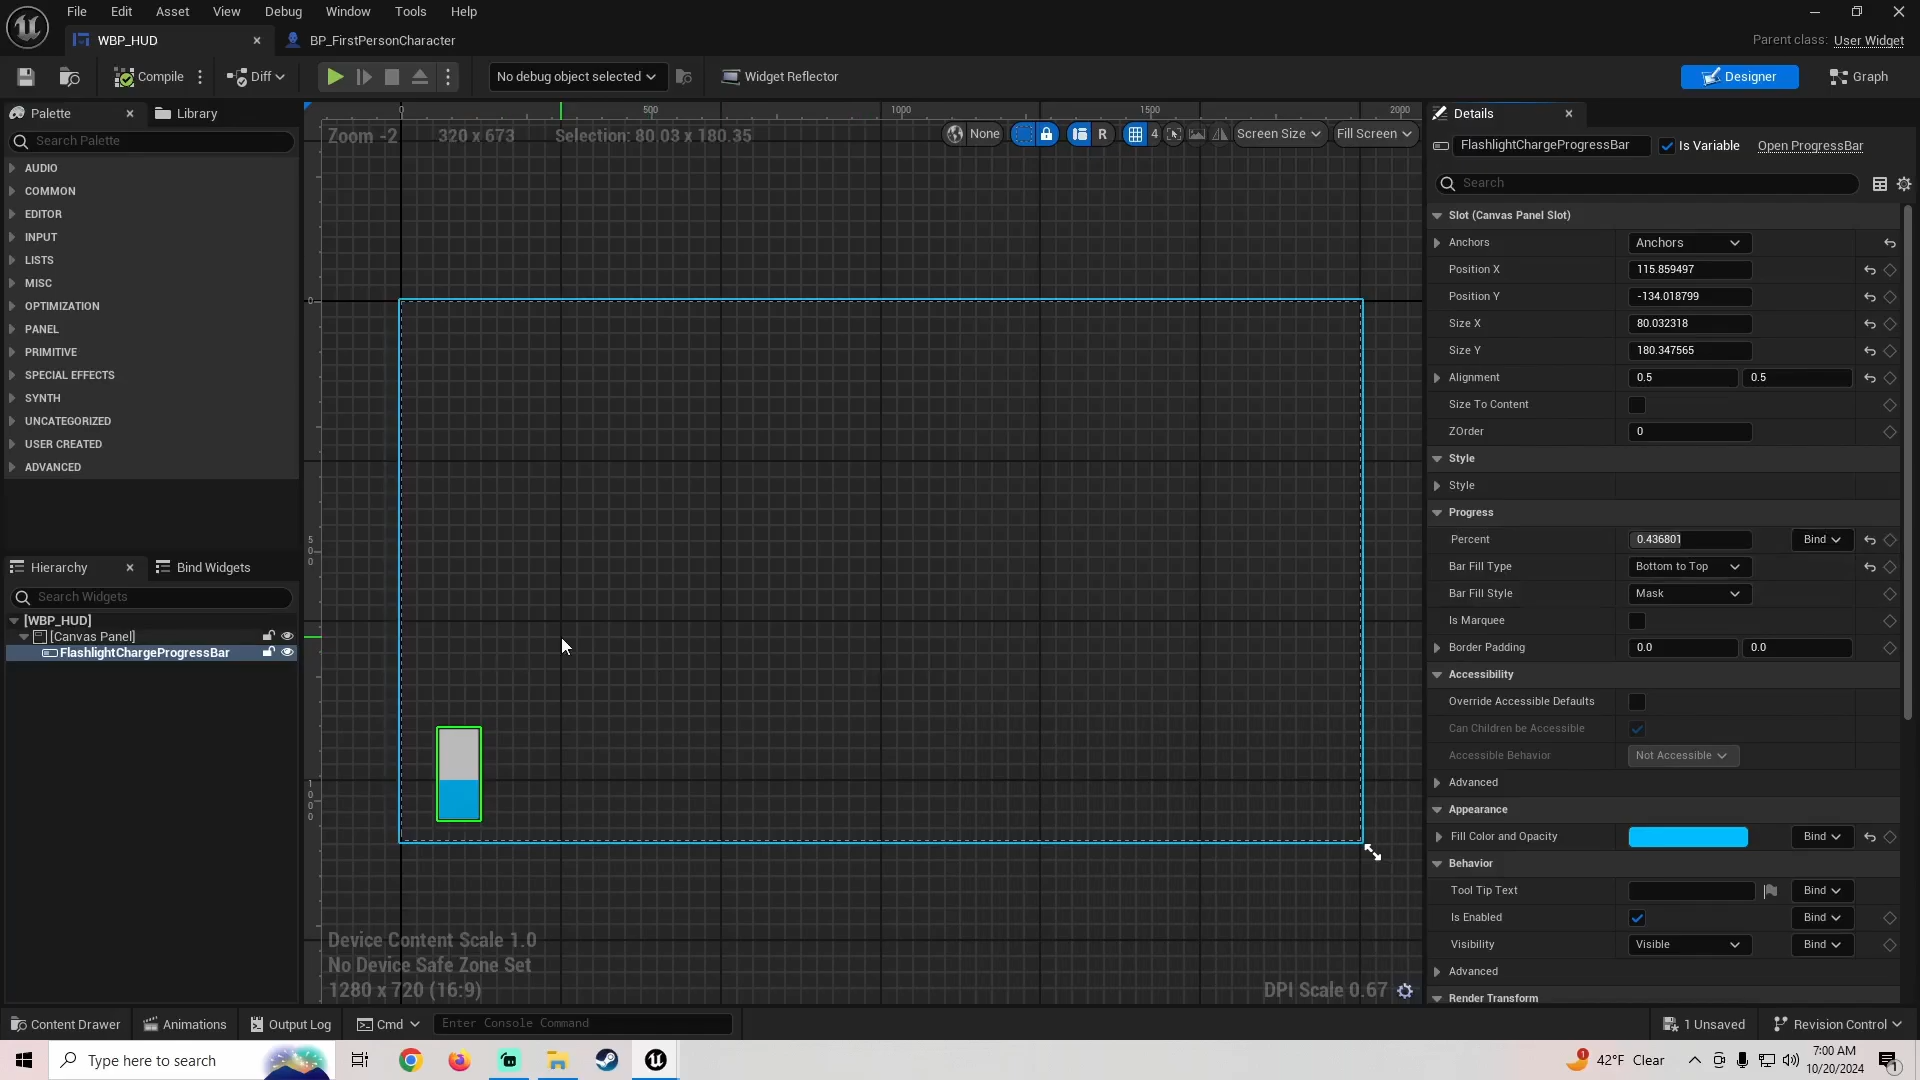 File Edit Asset View Debug Window Tools Help
WBP_HUD BP_FirstPersonCharacter
Parent class: User Widget
Compile Diff No debug object selected Widget Reflector Designer Graph
Palette Library
Search Palette
AUDIO
COMMON
EDITOR
INPUT
LISTS
MISC
OPTIMIZATION
PANEL
PRIMITIVE
SPECIAL EFFECTS
SYNTH
UNCATEGORIZED
USER CREATED
ADVANCED
Hierarchy Bind Widgets
Search Widgets
[WBP_HUD]
[Canvas Panel]
FlashlightChargeProgressBar
0 500 1000 1500 2000
Zoom -2 320 x 673 Selection: 80.03 x 180.35 None R 4 Screen Size Fill Screen
0
500
1000
Device Content Scale 1.0
No Device Safe Zone Set
1280 x 720 (16:9)
DPI Scale 0.67
Details
FlashlightChargeProgressBar Is Variable Open ProgressBar
Search
Slot (Canvas Panel Slot)
Anchors Anchors
Position X 115.859497
Position Y -134.018799
Size X 80.032318
Size Y 180.347565
Alignment 0.5 0.5
Size To Content
ZOrder 0
Style
Style
Progress
Percent 0.436801 Bind
Bar Fill Type Bottom to Top
Bar Fill Style Mask
Is Marquee
Border Padding 0.0 0.0
Accessibility
Override Accessible Defaults
Can Children be Accessible
Accessible Behavior Not Accessible
Advanced
Appearance
Fill Color and Opacity Bind
Behavior
Tool Tip Text Bind
Is Enabled Bind
Visibility Visible Bind
Advanced
Render Transform
Content Drawer Animations Output Log Cmd Enter Console Command 1 Unsaved Revision Control
Type here to search 1 42°F Clear 7:00 AM
10/20/2024 1